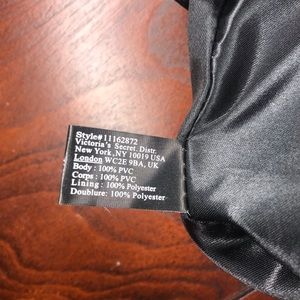 Style#11162872
Victoria's Secret. Distr.
New York, NY 10019 USA
London WC2E 9BA, UK
Body : 100% PVC
Corps : 100% PVC
Lining : 100% Polyester
Doublure: 100% Polyester